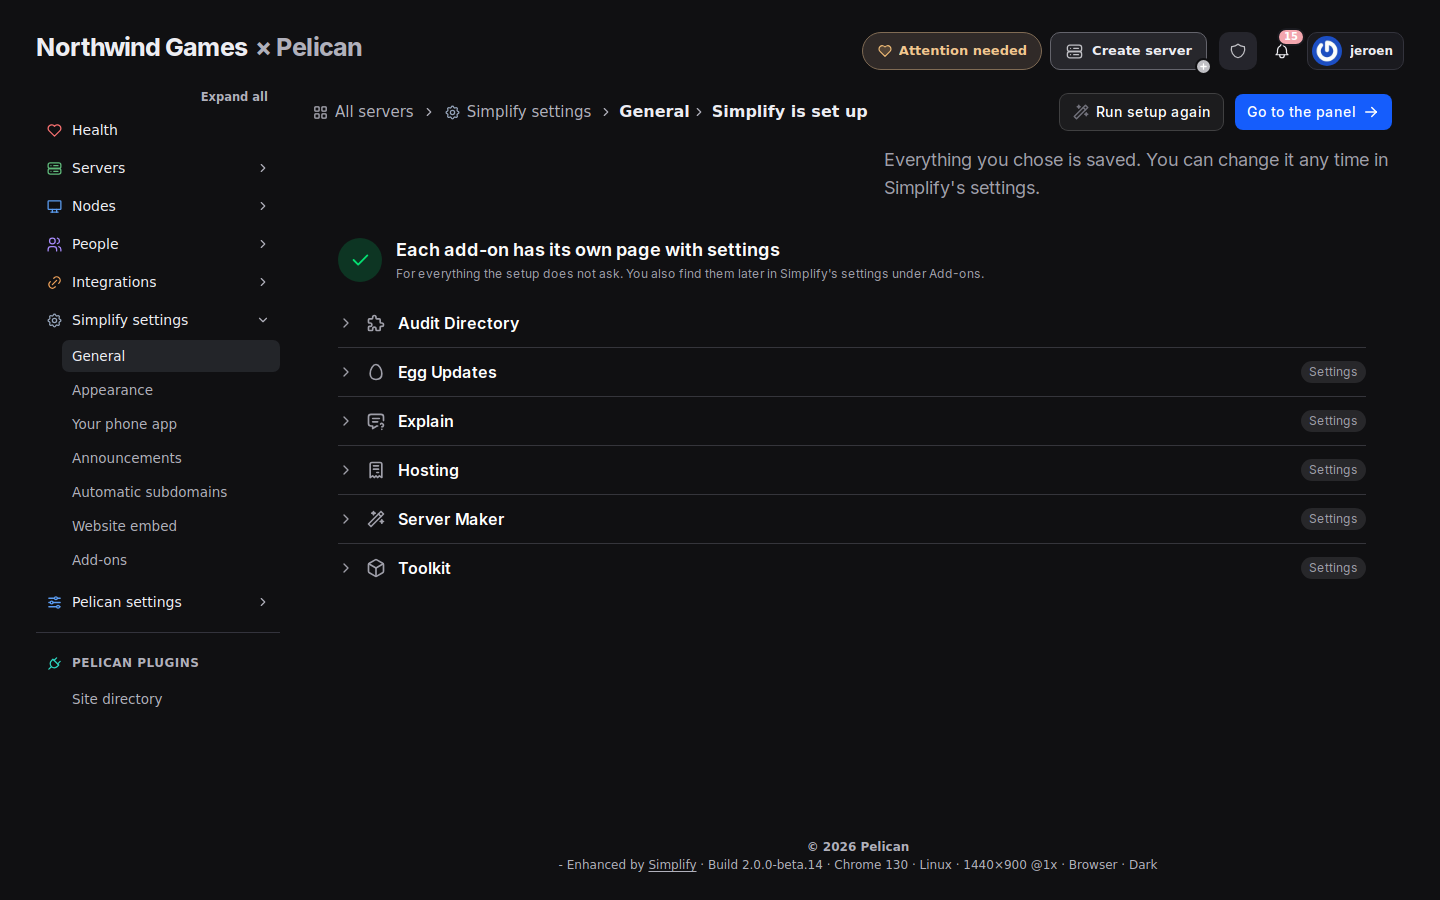 Northwind Games × Pelican
Attention needed
Create server
15
jeroen
Expand all
Health
Servers
Nodes
People
Integrations
Simplify settings
General
Appearance
Your phone app
Announcements
Automatic subdomains
Website embed
Add-ons
Pelican settings
PELICAN PLUGINS
Site directory
All servers > Simplify settings > General > Simplify is set up
Run setup again
Go to the panel →
Everything you chose is saved. You can change it any time in
Simplify's settings.
Each add-on has its own page with settings
For everything the setup does not ask. You also find them later in Simplify's settings under Add-ons.
Audit Directory
Egg Updates
Settings
Explain
Settings
Hosting
Settings
Server Maker
Settings
Toolkit
Settings
© 2026 Pelican
- Enhanced by Simplify · Build 2.0.0-beta.14 · Chrome 130 · Linux · 1440×900 @1x · Browser · Dark